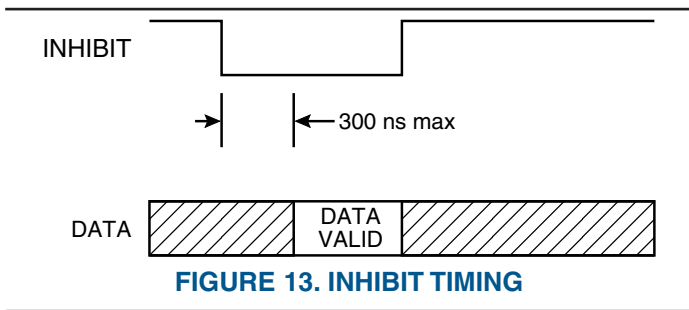 INHIBIT
300 ns max
DATA
DATA
VALID
FIGURE 13. INHIBIT TIMING